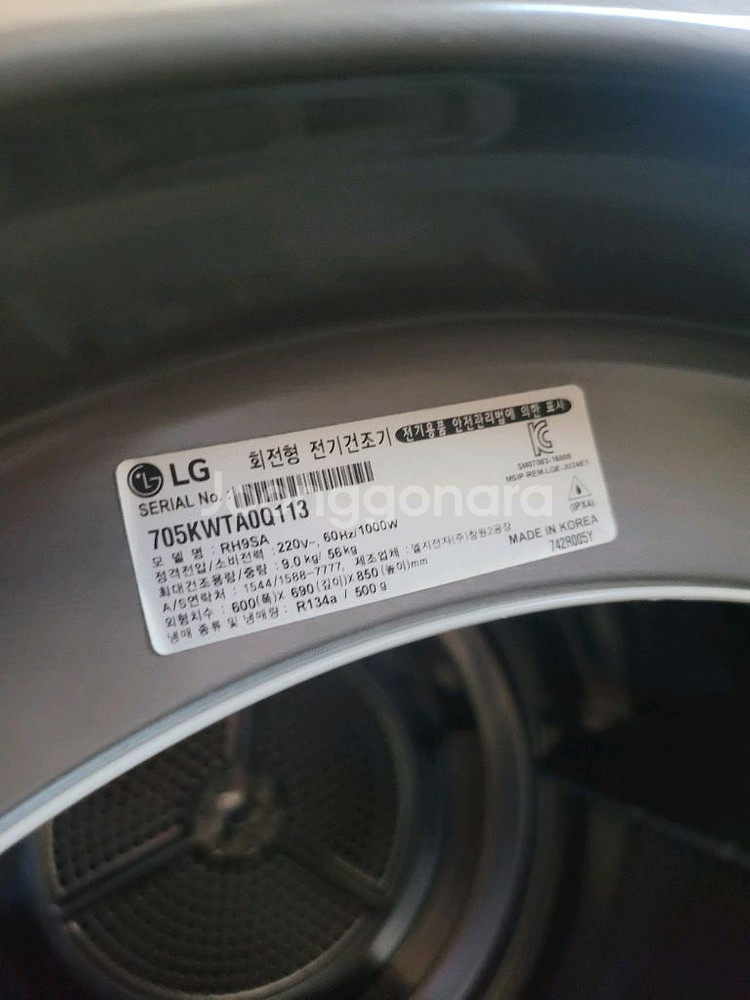 LG 회전형 전기건조기 전기용품 안전관리법에 의한 표시
SERIAL No. :
705KWTA0Q113
모 델 명 : RH9SA
정격전압/소비전력 : 220V~, 60Hz/1000W
최대건조용량/중량 : 9.0kg/ 56kg
A/S연락처 : 1544/1588-7777, 제조업체 : 엘지전자(주)창원2공장
외형치수 : 600(폭)X 690(깊이)X 850(높이)mm
냉매 종류 및 냉매량 : R134a / 500 g
MSIP-REM-LGE-
(IPX4)
MADE IN KOREA
742R005Y
Joonggonara